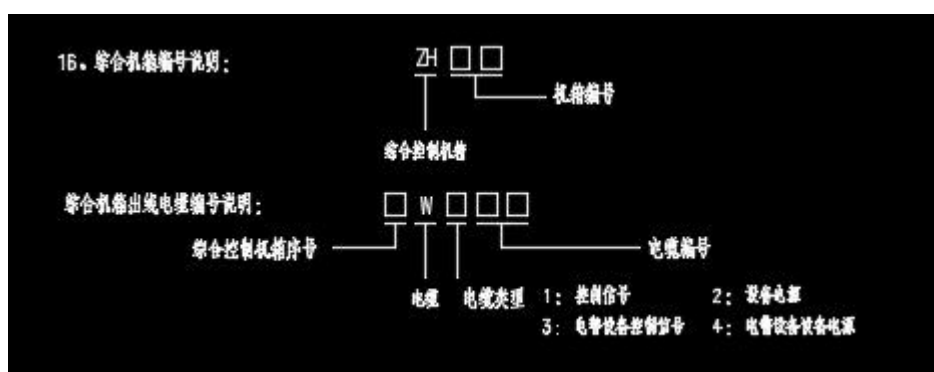 16。综合机箱编号说明: ZH □□
机箱编号
综合控制机箱
综合机箱出线电缆编号说明: □ W □ □□
综合控制机箱序号 电缆编号
电缆 电缆类型 1: 控制信号 2: 设备电源
3: 电警设备控制信号 4: 电警设备设备电源